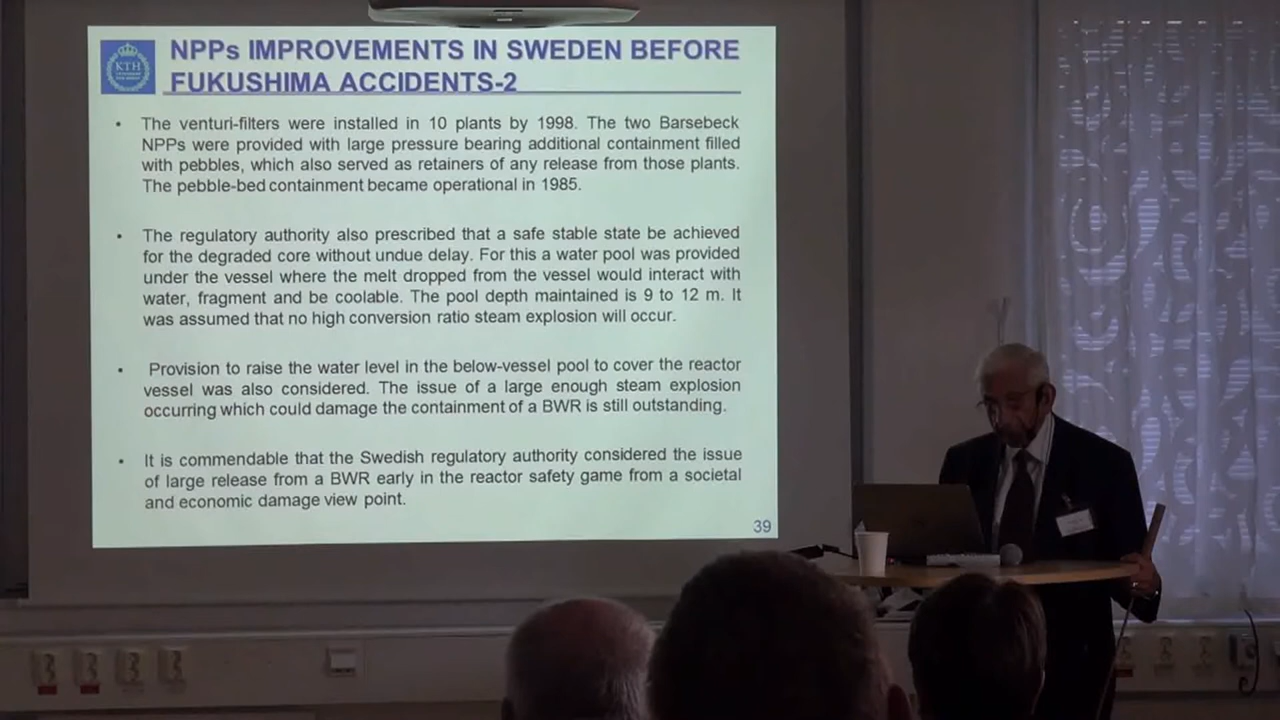 KTH
NPPs IMPROVEMENTS IN SWEDEN BEFORE
FUKUSHIMA ACCIDENTS-2
• The venturi-filters were installed in 10 plants by 1998. The two Barsebeck
NPPs were provided with large pressure bearing additional containment filled
with pebbles, which also served as retainers of any release from those plants.
The pebble-bed containment became operational in 1985.
• The regulatory authority also prescribed that a safe stable state be achieved
for the degraded core without undue delay. For this a water pool was provided
under the vessel where the melt dropped from the vessel would interact with
water, fragment and be coolable. The pool depth maintained is 9 to 12 m. It
was assumed that no high conversion ratio steam explosion will occur.
• Provision to raise the water level in the below-vessel pool to cover the reactor
vessel was also considered. The issue of a large enough steam explosion
occurring which could damage the containment of a BWR is still outstanding.
• It is commendable that the Swedish regulatory authority considered the issue
of large release from a BWR early in the reactor safety game from a societal
and economic damage view point.
39